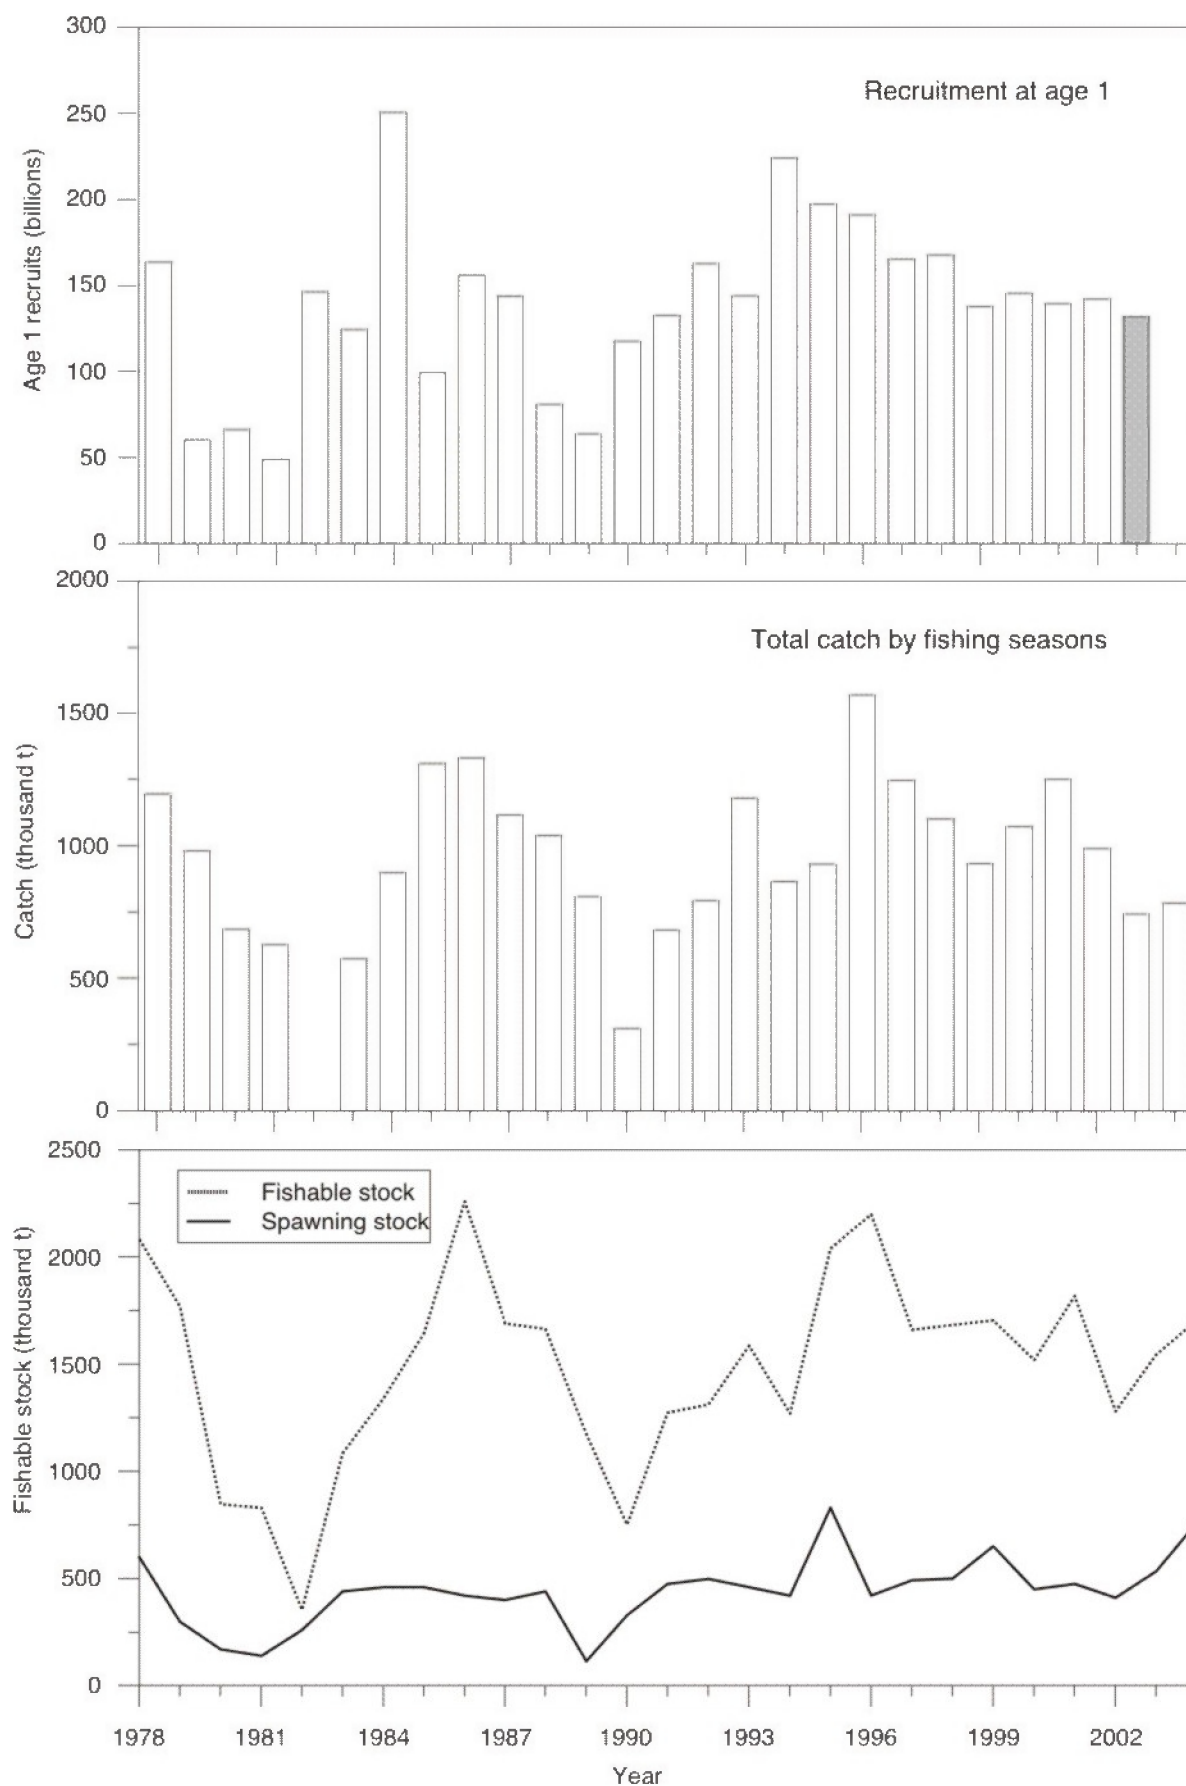 300
Recruitment at age 1
250
200
150
100
50
0
Age 1 recruits (billions)
2000
Total catch by fishing seasons
1500
1000
500
0
Catch (thousand t)
2500
Fishable stock
Spawning stock
2000
1500
1000
500
0
Fishable stock (thousand t)
1978 1981 1984 1987 1990 1993 1996 1999 2002
Year